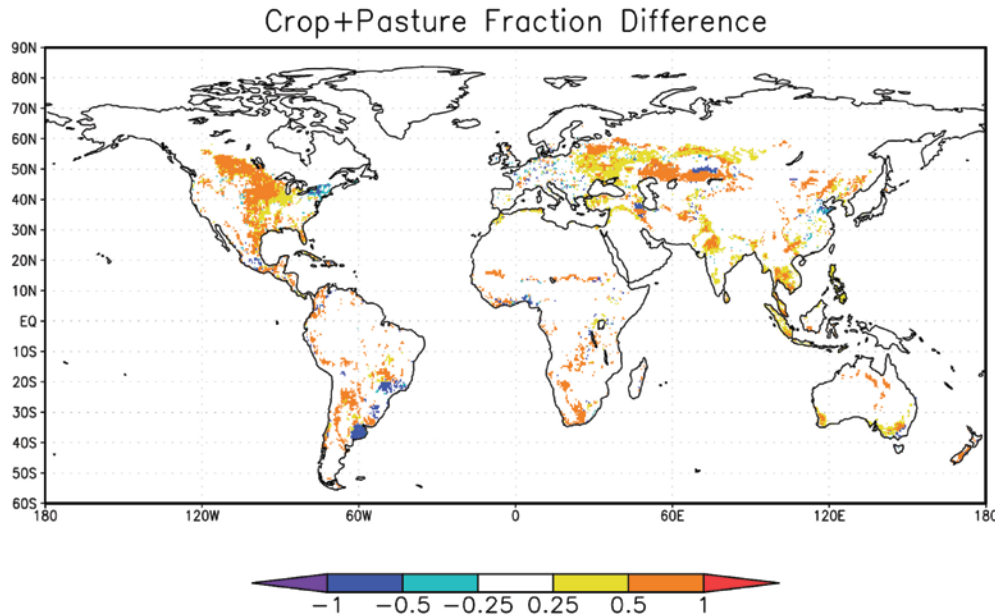 Crop+Pasture Fraction Difference
90N
80N
70N
60N
50N
40N
30N
20N
10N
EQ
10S
20S
30S
40S
50S
60S
180 120W 60W 0 60E 120E 180
−1 −0.5 −0.25 0.25 0.5 1